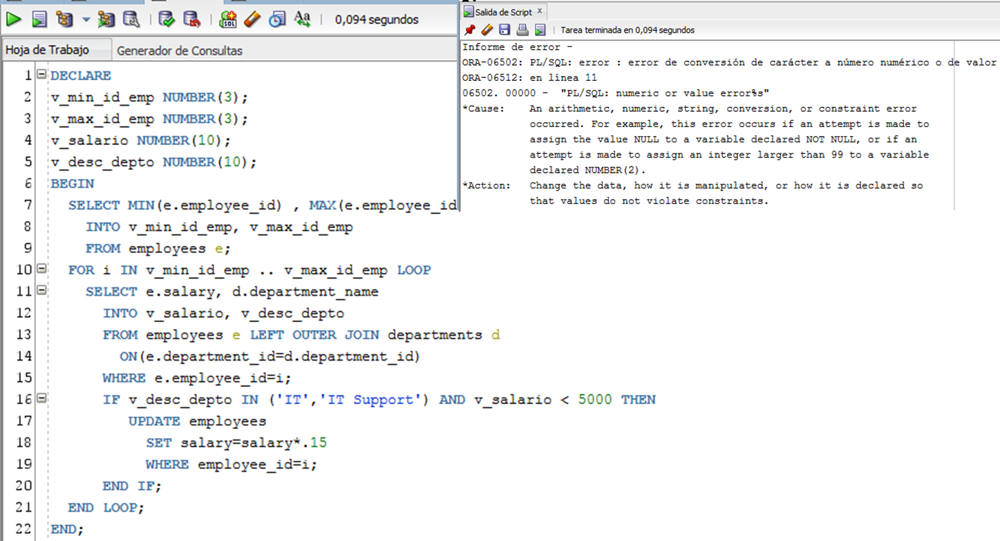 0,094 segundos
Hoja de Trabajo Generador de Consultas
1 DECLARE
2 v_min_id_emp NUMBER(3);
3 v_max_id_emp NUMBER(3);
4 v_salario NUMBER(10);
5 v_desc_depto NUMBER(10);
6 BEGIN
7 SELECT MIN(e.employee_id) , MAX(e.employee_id
8 INTO v_min_id_emp, v_max_id_emp
9 FROM employees e;
10 FOR i IN v_min_id_emp .. v_max_id_emp LOOP
11 SELECT e.salary, d.department_name
12 INTO v_salario, v_desc_depto
13 FROM employees e LEFT OUTER JOIN departments d
14 ON(e.department_id=d.department_id)
15 WHERE e.employee_id=i;
16 IF v_desc_depto IN ('IT','IT Support') AND v_salario < 5000 THEN
17 UPDATE employees
18 SET salary=salary*.15
19 WHERE employee_id=i;
20 END IF;
21 END LOOP;
22 END;
Salida de Script x
Tarea terminada en 0,094 segundos
Informe de error -
ORA-06502: PL/SQL: error : error de conversión de carácter a número numérico o de valor
ORA-06512: en línea 11
06502. 00000 - "PL/SQL: numeric or value error%s"
*Cause: An arithmetic, numeric, string, conversion, or constraint error
occurred. For example, this error occurs if an attempt is made to
assign the value NULL to a variable declared NOT NULL, or if an
attempt is made to assign an integer larger than 99 to a variable
declared NUMBER(2).
*Action: Change the data, how it is manipulated, or how it is declared so
that values do not violate constraints.